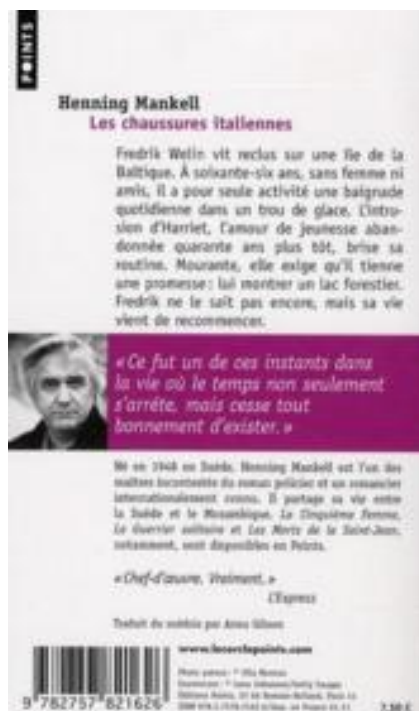 POINTS
Henning Mankell
Les chaussures italiennes
Fredrik Welin vit reclus sur une île de la
Baltique. À soixante-six ans, sans femme ni
amis, il a pour seule activité une baignade
quotidienne dans un trou de glace. L'intru-
sion d'Harriet, l'amour de jeunesse aban-
donnée quarante ans plus tôt, brise sa
routine. Mourante, elle exige qu'il tienne
une promesse : lui montrer un lac forestier.
Fredrik ne le sait pas encore, mais sa vie
vient de recommencer.
« Ce fut un de ces instants dans
la vie où le temps non seulement
s'arrête, mais cesse tout
bonnement d'exister. »
Né en 1948 en Suède, Henning Mankell est l'un des
maîtres incontestés du roman policier et un romancier
internationalement connu. Il partage sa vie entre
la Suède et le Mozambique. La Cinquième Femme,
Le Guerrier solitaire et Les Morts de la Saint-Jean,
notamment, sont disponibles en Points.
« Chef-d'œuvre. Vraiment. »
L'Express
Traduit du suédois par Anna Gibson
www.lecerclepoints.com
9 782757 821626
7,50 €